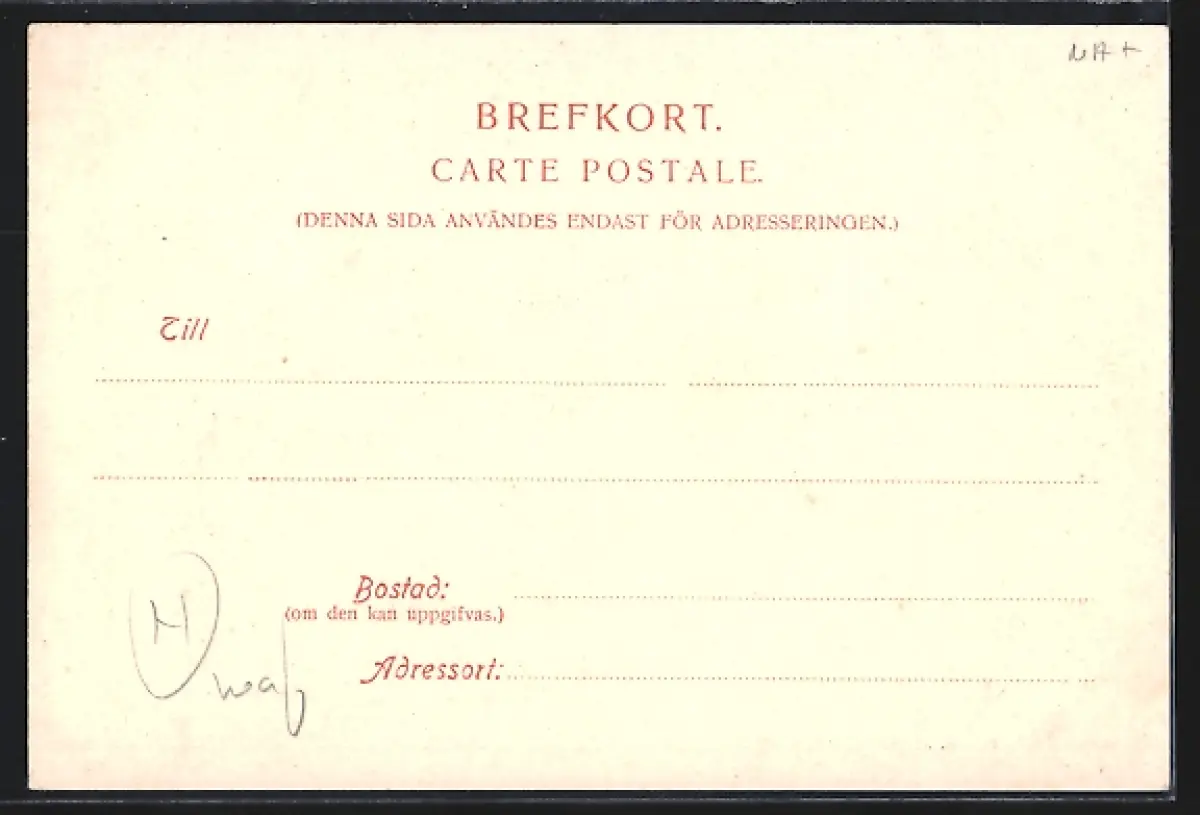 BREFKORT.
CARTE POSTALE.
(DENNA SIDA ANVÄNDES ENDAST FÖR ADRESSERINGEN.)
Till
Bostad:
(om den kan uppgifvas.)
Adressort: